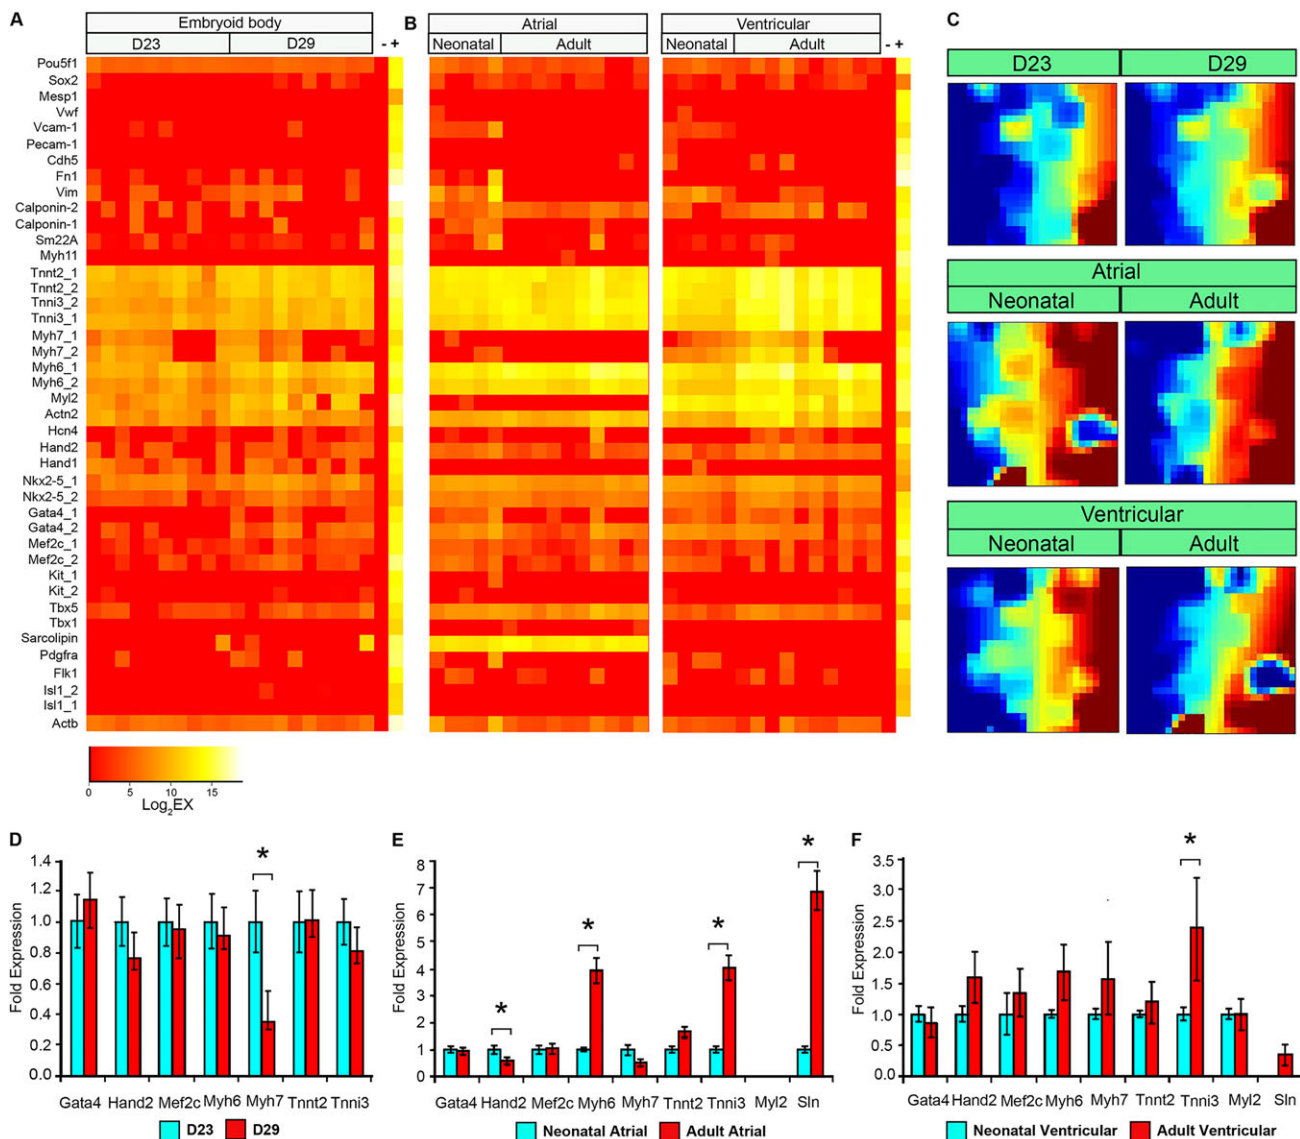 A
Embryoid body
D23 D29 - +
B
Atrial Ventricular
Neonatal Adult Neonatal Adult - +
C
D23 D29
Pou5f1
Sox2
Mesp1
Vwf
Vcam-1
Pecam-1
Cdh5
Fn1
Vim
Calponin-2
Calponin-1
Sm22A
Myh11
Tnnt2_1
Tnnt2_2
Tnni3_2
Tnni3_1
Myh7_1
Myh7_2
Myh6_1
Myh6_2
Myl2
Actn2
Hcn4
Hand2
Hand1
Nkx2-5_1
Nkx2-5_2
Gata4_1
Gata4_2
Mef2c_1
Mef2c_2
Kit_1
Kit_2
Tbx5
Tbx1
Sarcolipin
Pdgfra
Flk1
Isl1_2
Isl1_1
Actb
0 5 10 15
Log2EX
Atrial
Neonatal Adult
Ventricular
Neonatal Adult
D
Fold Expression
1.4
1.2
1.0
0.8
0.6
0.4
0.2
0.0
*
Gata4 Hand2 Mef2c Myh6 Myh7 Tnnt2 Tnni3
D23 D29
E
Fold Expression
8
7
6
5
4
2
1
0
* * * *
Gata4 Hand2 Mef2c Myh6 Myh7 Tnnt2 Tnni3 Myl2 Sln
Neonatal Atrial Adult Atrial
F
Fold Expression
3.5
3.0
2.5
2.0
1.5
1.0
0.5
0.0
*
Gata4 Hand2 Mef2c Myh6 Myh7 Tnnt2 Tnni3 Myl2 Sln
Neonatal Ventricular Adult Ventricular